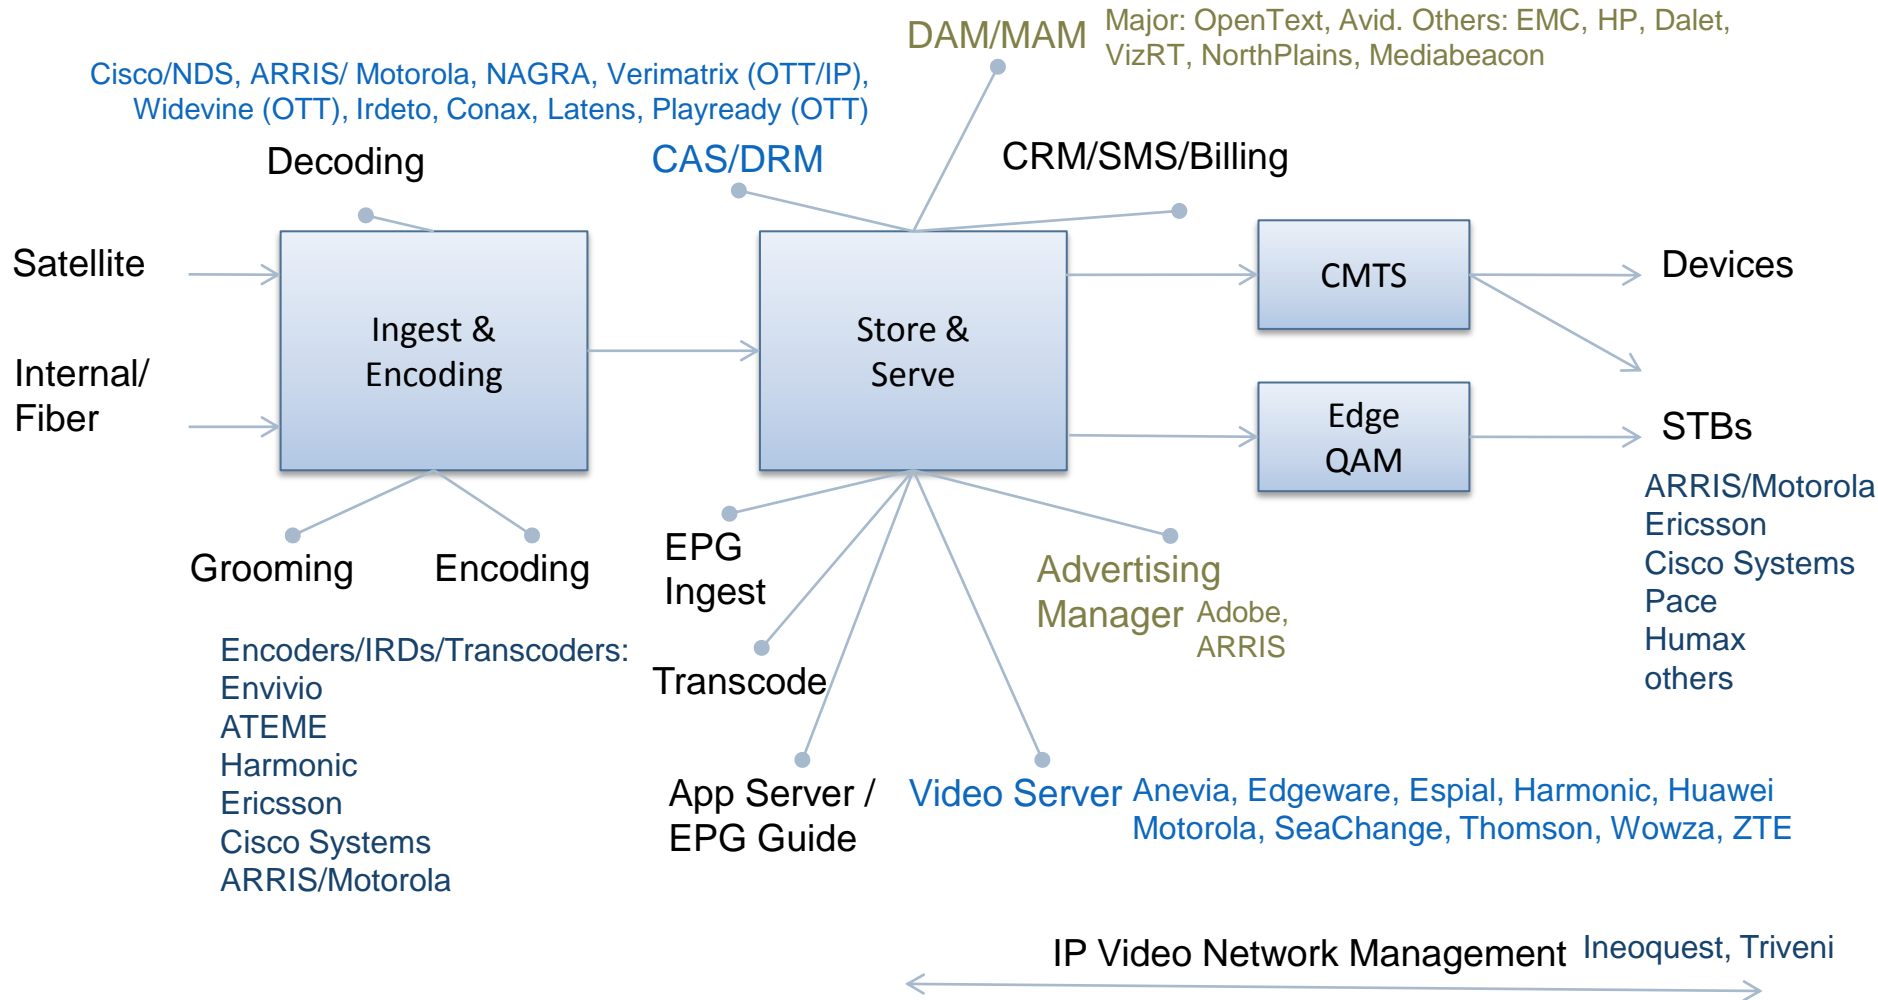 DAM/MAM
Major: OpenText, Avid. Others: EMC, HP, Dalet,
VizRT, NorthPlains, Mediabeacon
Cisco/NDS, ARRIS/ Motorola, NAGRA, Verimatrix (OTT/IP),
Widevine (OTT), Irdeto, Conax, Latens, Playready (OTT)
Decoding
CAS/DRM
CRM/SMS/Billing
Satellite
Internal/
Fiber
Ingest &
Encoding
Store &
Serve
CMTS
Edge
QAM
Devices
STBs
ARRIS/Motorola
Ericsson
Cisco Systems
Pace
Humax
others
Grooming
Encoding
Encoders/IRDs/Transcoders:
Envivio
ATEME
Harmonic
Ericsson
Cisco Systems
ARRIS/Motorola
EPG
Ingest
Transcode
App Server /
EPG Guide
Advertising
Manager
Adobe,
ARRIS
Video Server
Anevia, Edgeware, Espial, Harmonic, Huawei
Motorola, SeaChange, Thomson, Wowza, ZTE
IP Video Network Management
Ineoquest, Triveni